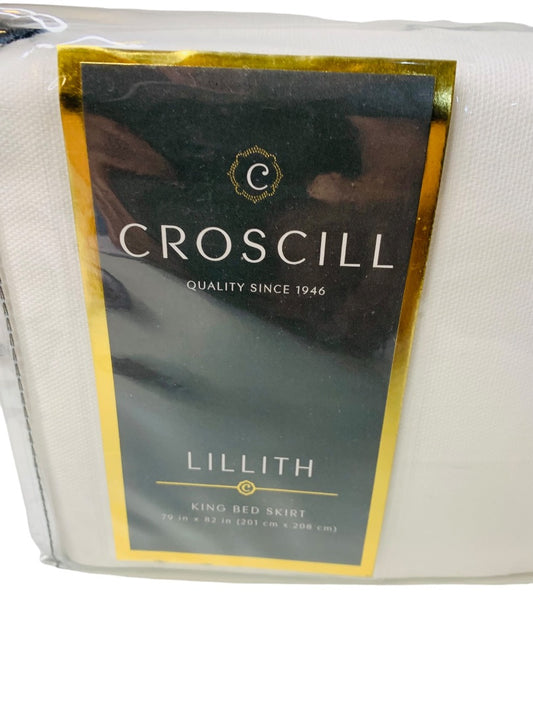 C
CROSCILL
QUALITY SINCE 1946
LILLITH
C
KING BED SKIRT
79 in x 82 in (201 cm x 208 cm)